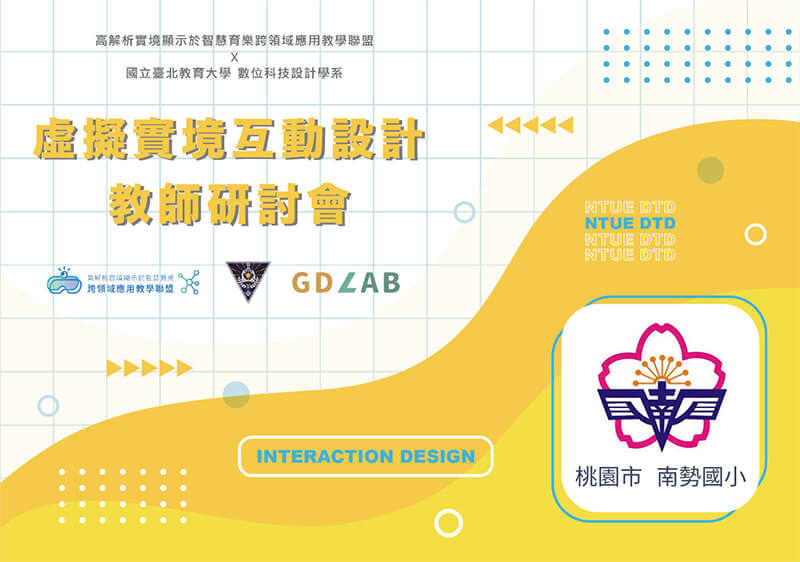 高解析實境顯示於智慧育樂跨領域應用教學聯盟
X
國立臺北教育大學 數位科技設計學系
虛擬實境互動設計
教師研討會
跨領域應用教學聯盟
GDLAB
NTUE DTD
NTUE DTD
NTUE DTD
NTUE DTD
INTERACTION DESIGN
桃園市 南勢國小